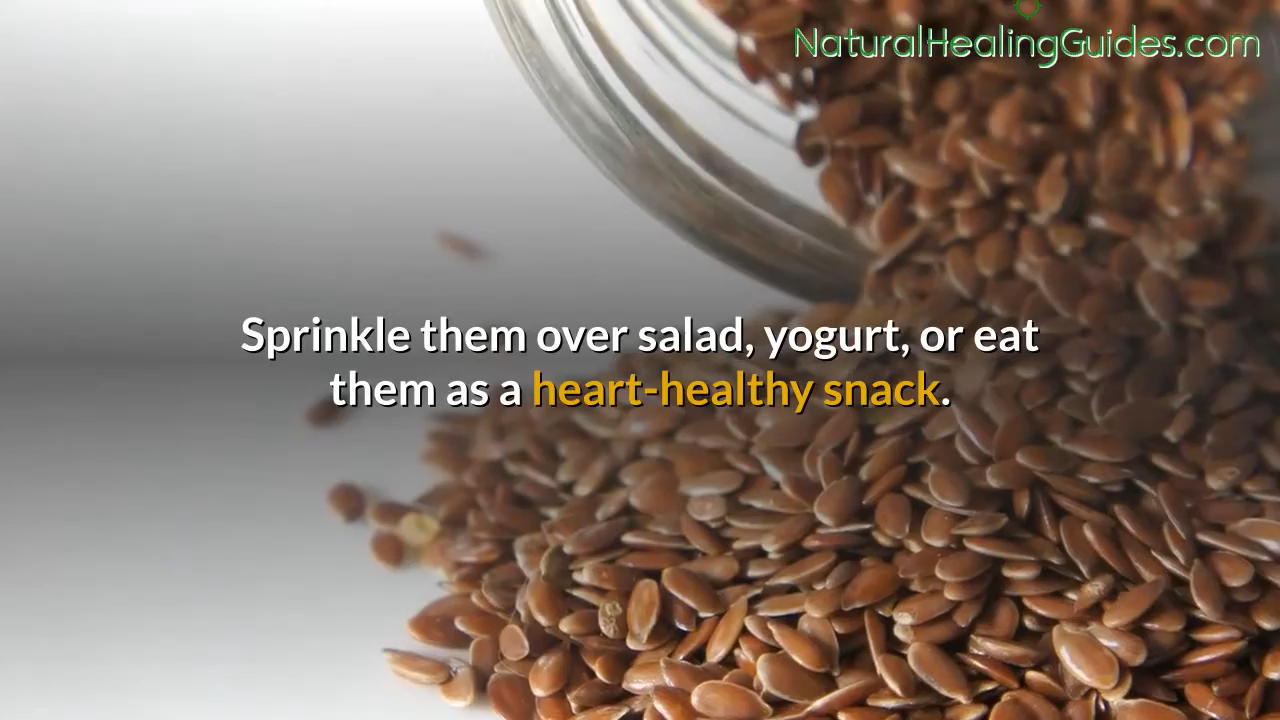 NaturalHealingGuides.com
Sprinkle them over salad, yogurt, or eat
them as a heart-healthy snack.